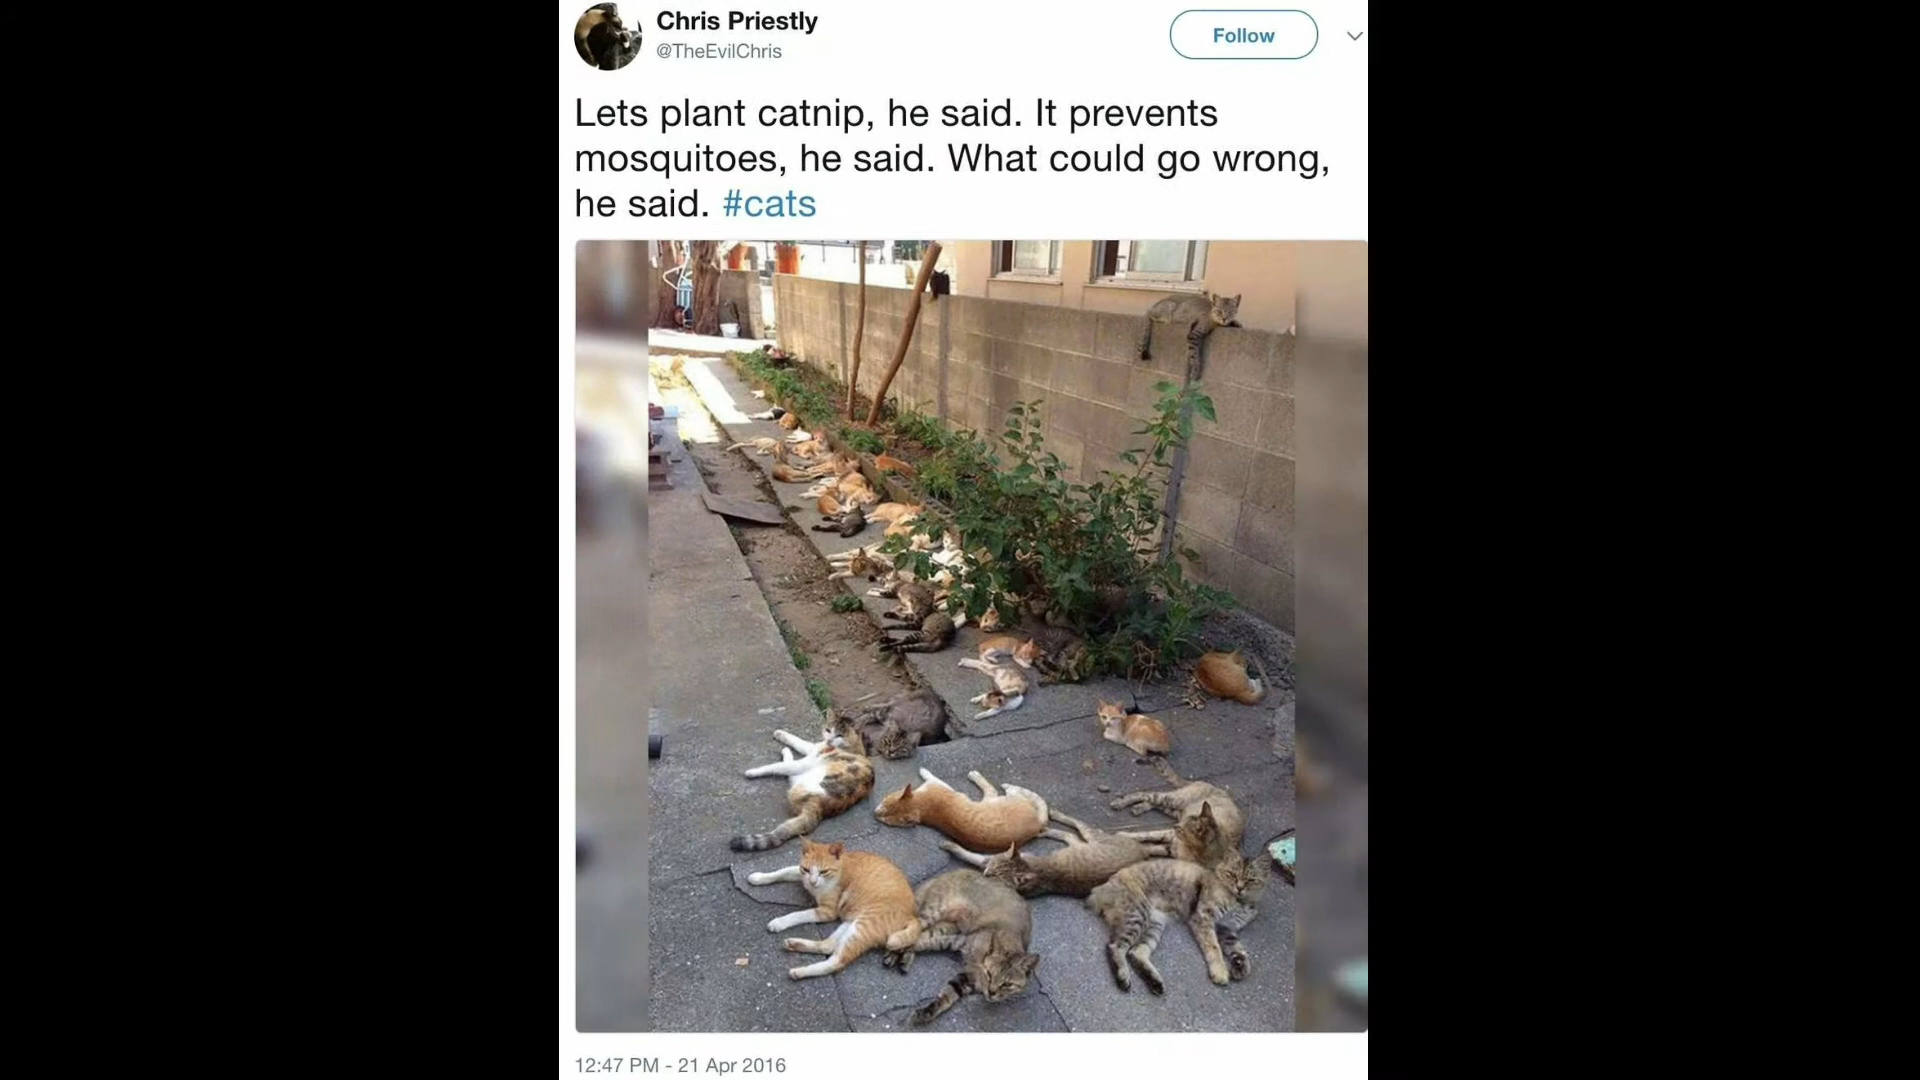 Chris Priestly
@TheEvilChris
Follow
Lets plant catnip, he said. It prevents
mosquitoes, he said. What could go wrong,
he said. #cats
12:47 PM - 21 Apr 2016